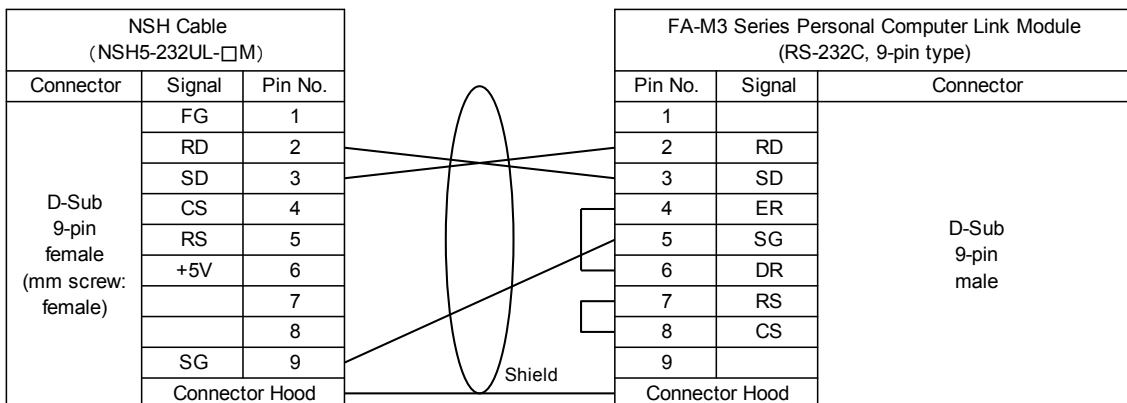 NSH Cable
（NSH5-232UL-□M）
Connector Signal Pin No.
D-Sub
9-pin
female
(mm screw:
female)
FG 1
RD 2
SD 3
CS 4
RS 5
+5V 6
7
8
SG 9
Connector Hood
Shield
FA-M3 Series Personal Computer Link Module
(RS-232C, 9-pin type)
Pin No. Signal Connector
1
2 RD
3 SD
4 ER
5 SG
6 DR
7 RS
8 CS
9
Connector Hood
D-Sub
9-pin
male